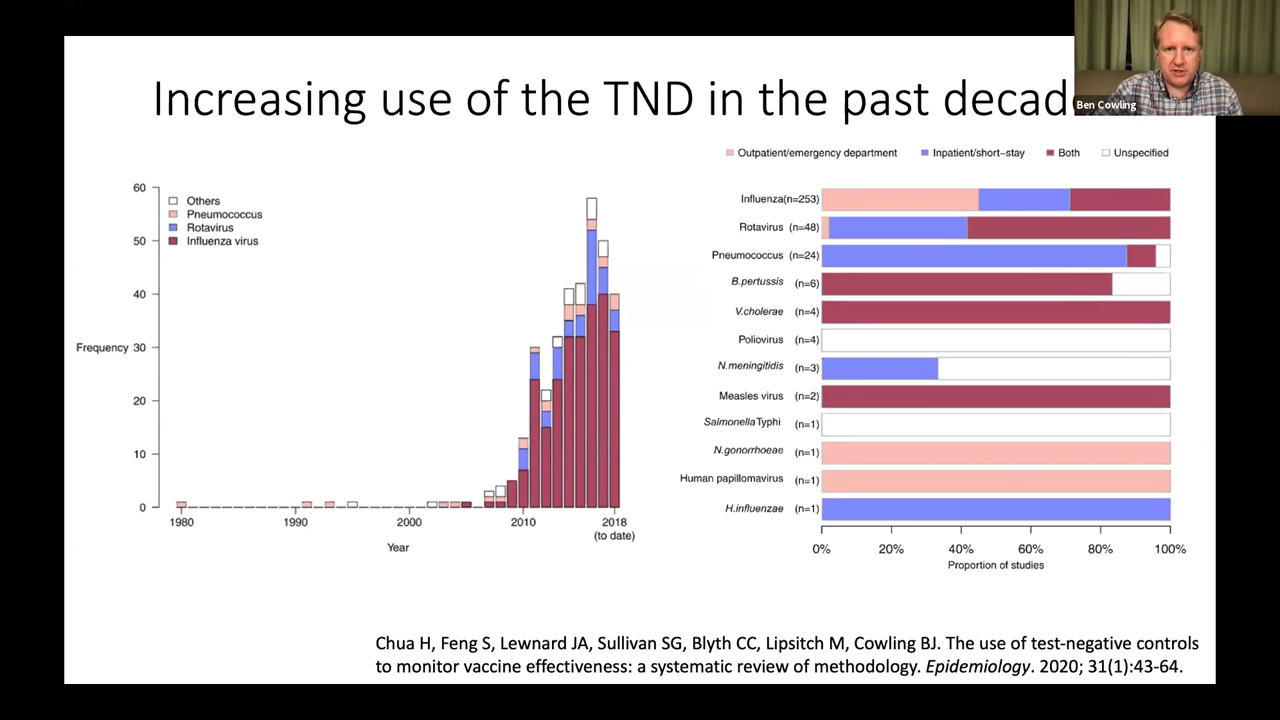 Increasing use of the TND in the past decad
Ben Cowling
Others
Pneumococcus
Rotavirus
Influenza virus
60
50
40
Frequency 30
20
10
0
1980 1990 2000 2010 2018
(to date)
Year
Outpatient/emergency department Inpatient/short−stay Both Unspecified
Influenza(n=253)
Rotavirus (n=48)
Pneumococcus (n=24)
B.pertussis (n=6)
V.cholerae (n=4)
Poliovirus (n=4)
N.meningitidis (n=3)
Measles virus (n=2)
Salmonella Typhi (n=1)
N.gonorrhoeae (n=1)
Human papillomavirus (n=1)
H.influenzae (n=1)
0% 20% 40% 60% 80% 100%
Proportion of studies
Chua H, Feng S, Lewnard JA, Sullivan SG, Blyth CC, Lipsitch M, Cowling BJ. The use of test-negative controls
to monitor vaccine effectiveness: a systematic review of methodology. Epidemiology. 2020; 31(1):43-64.